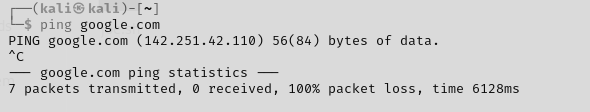 ┌──(kali㉿kali)-[~]
└─$ ping google.com
PING google.com (142.251.42.110) 56(84) bytes of data.
^C
--- google.com ping statistics ---
7 packets transmitted, 0 received, 100% packet loss, time 6128ms